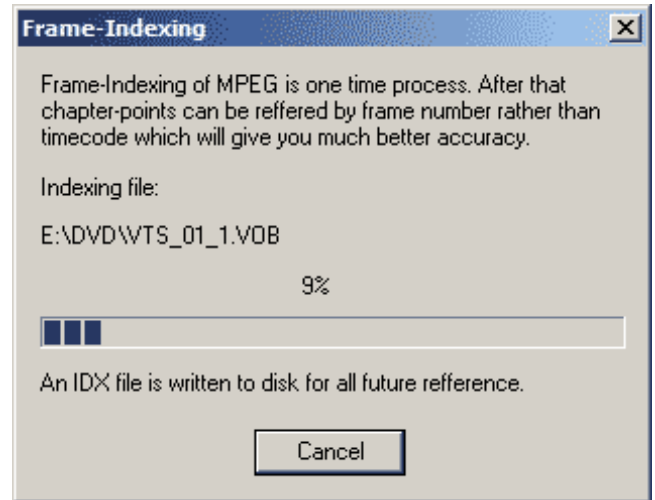 Frame-Indexing
Frame-Indexing of MPEG is one time process. After that
chapter-points can be reffered by frame number rather than
timecode which will give you much better accuracy.
Indexing file:
E:\DVD\VTS_01_1.VOB
9%
An IDX file is written to disk for all future refference.
Cancel